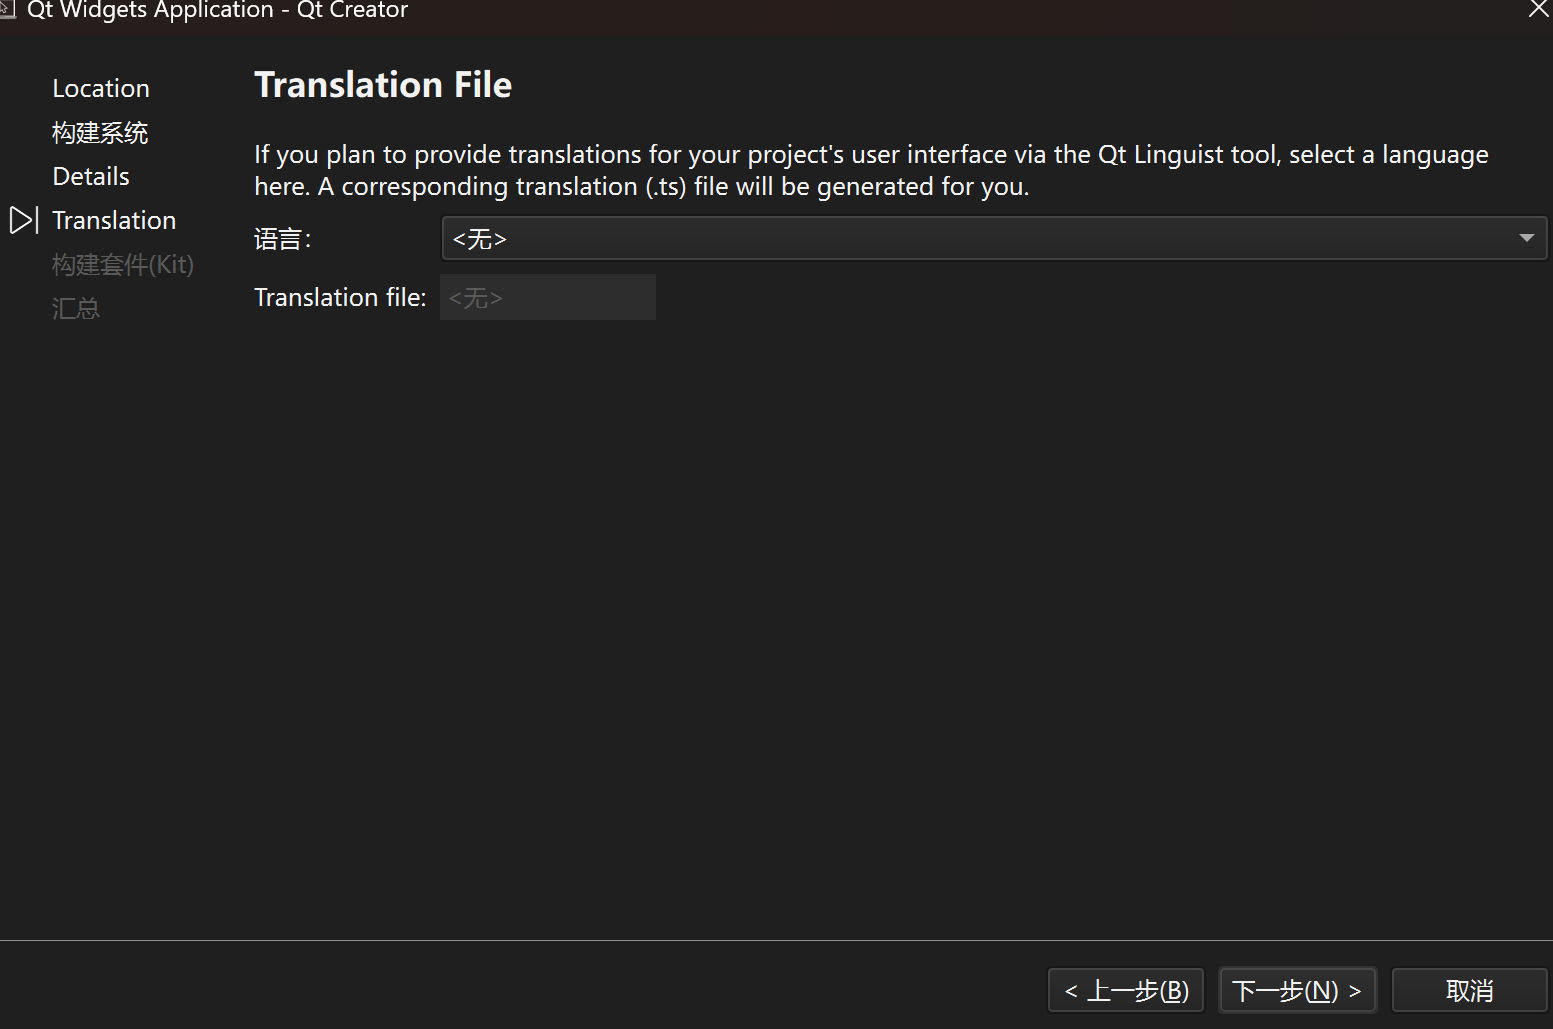 Qt Widgets Application - Qt Creator
Location
构建系统
Details
Translation
构建套件(Kit)
汇总
Translation File
If you plan to provide translations for your project's user interface via the Qt Linguist tool, select a language
here. A corresponding translation (.ts) file will be generated for you.
语言：
<无>
Translation file:
<无>
< 上一步(B)
下一步(N) >
取消